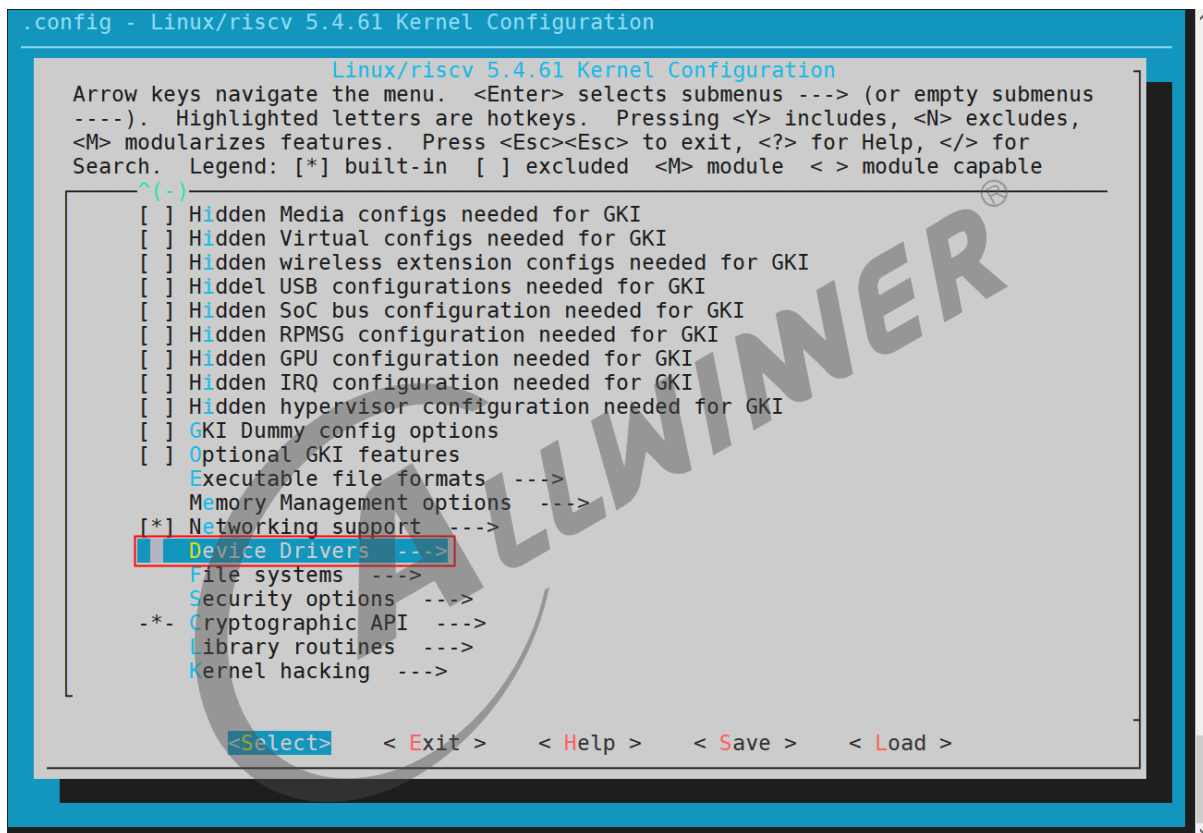 .config - Linux/riscv 5.4.61 Kernel Configuration
Linux/riscv 5.4.61 Kernel Configuration
Arrow keys navigate the menu.  <Enter> selects submenus ---> (or empty submenus
----).  Highlighted letters are hotkeys.  Pressing <Y> includes, <N> excludes,
<M> modularizes features.  Press <Esc><Esc> to exit, <?> for Help, </> for
Search.  Legend: [*] built-in  [ ] excluded  <M> module  < > module capable
^(-)
[ ] Hidden Media configs needed for GKI
[ ] Hidden Virtual configs needed for GKI
[ ] Hidden wireless extension configs needed for GKI
[ ] Hiddel USB configurations needed for GKI
[ ] Hidden SoC bus configuration needed for GKI
[ ] Hidden RPMSG configuration needed for GKI
[ ] Hidden GPU configuration needed for GKI
[ ] Hidden IRQ configuration needed for GKI
[ ] Hidden hypervisor configuration needed for GKI
[ ] GKI Dummy config options
[ ] Optional GKI features
Executable file formats  --->
Memory Management options  --->
[*] Networking support  --->
Device Drivers  --->
File systems  --->
Security options  --->
-*- Cryptographic API  --->
Library routines  --->
Kernel hacking  --->
<Select>    < Exit >    < Help >    < Save >    < Load >
ALLWINNER®